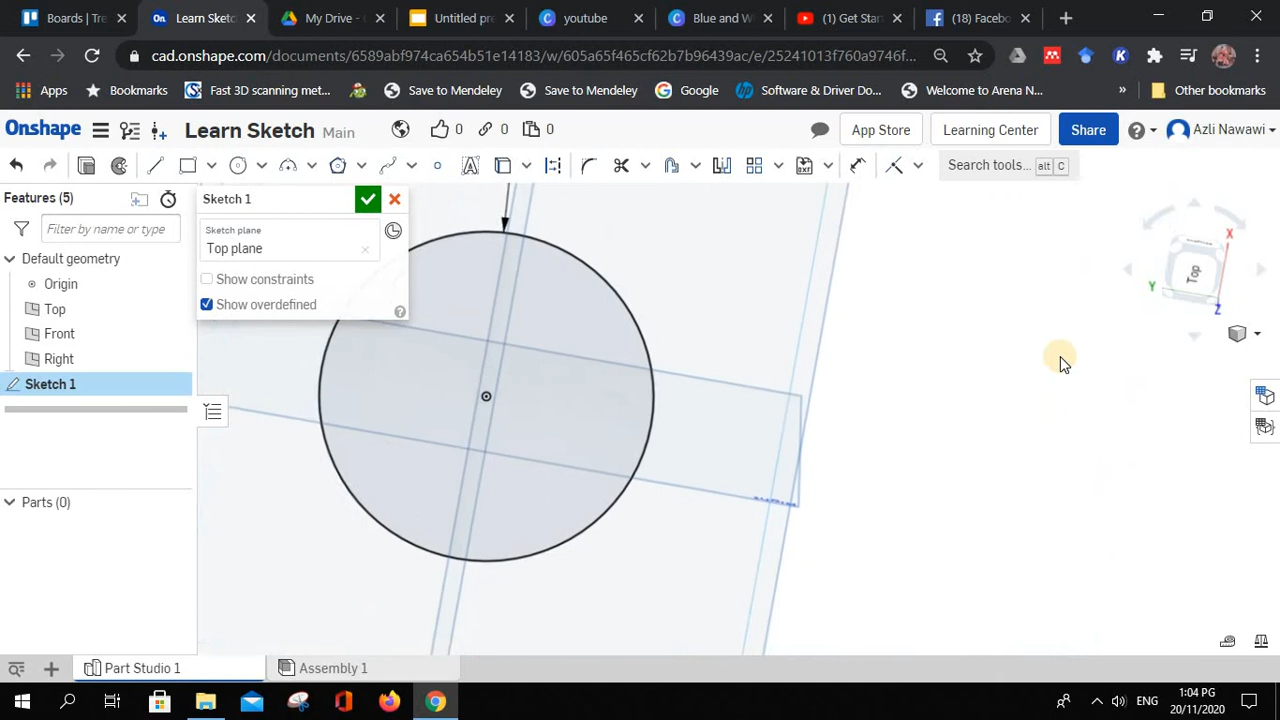 Boards | Tre
Learn Sketch
My Drive -
Untitled pre
youtube
Blue and W
(1) Get Star
(18) Facebo
cad.onshape.com/documents/6589abf974ca654b51e14183/w/605a65f465cf62b7b96439ac/e/25241013f760a9746f...
Apps
Bookmarks
Fast 3D scanning met...
Save to Mendeley
Save to Mendeley
Google
Software & Driver Do...
Welcome to Arena N...
»
Other bookmarks
Onshape
Learn Sketch Main
0
0
0
App Store
Learning Center
Share
Azli Nawawi
Search tools... alt C
Features (5)
Filter by name or type
Default geometry
Origin
Top
Front
Right
Sketch 1
Parts (0)
Sketch 1
Sketch plane
Top plane
Show constraints
Show overdefined
Top
X
Y
Z
Part Studio 1
Assembly 1
ENG
1:04 PG
20/11/2020